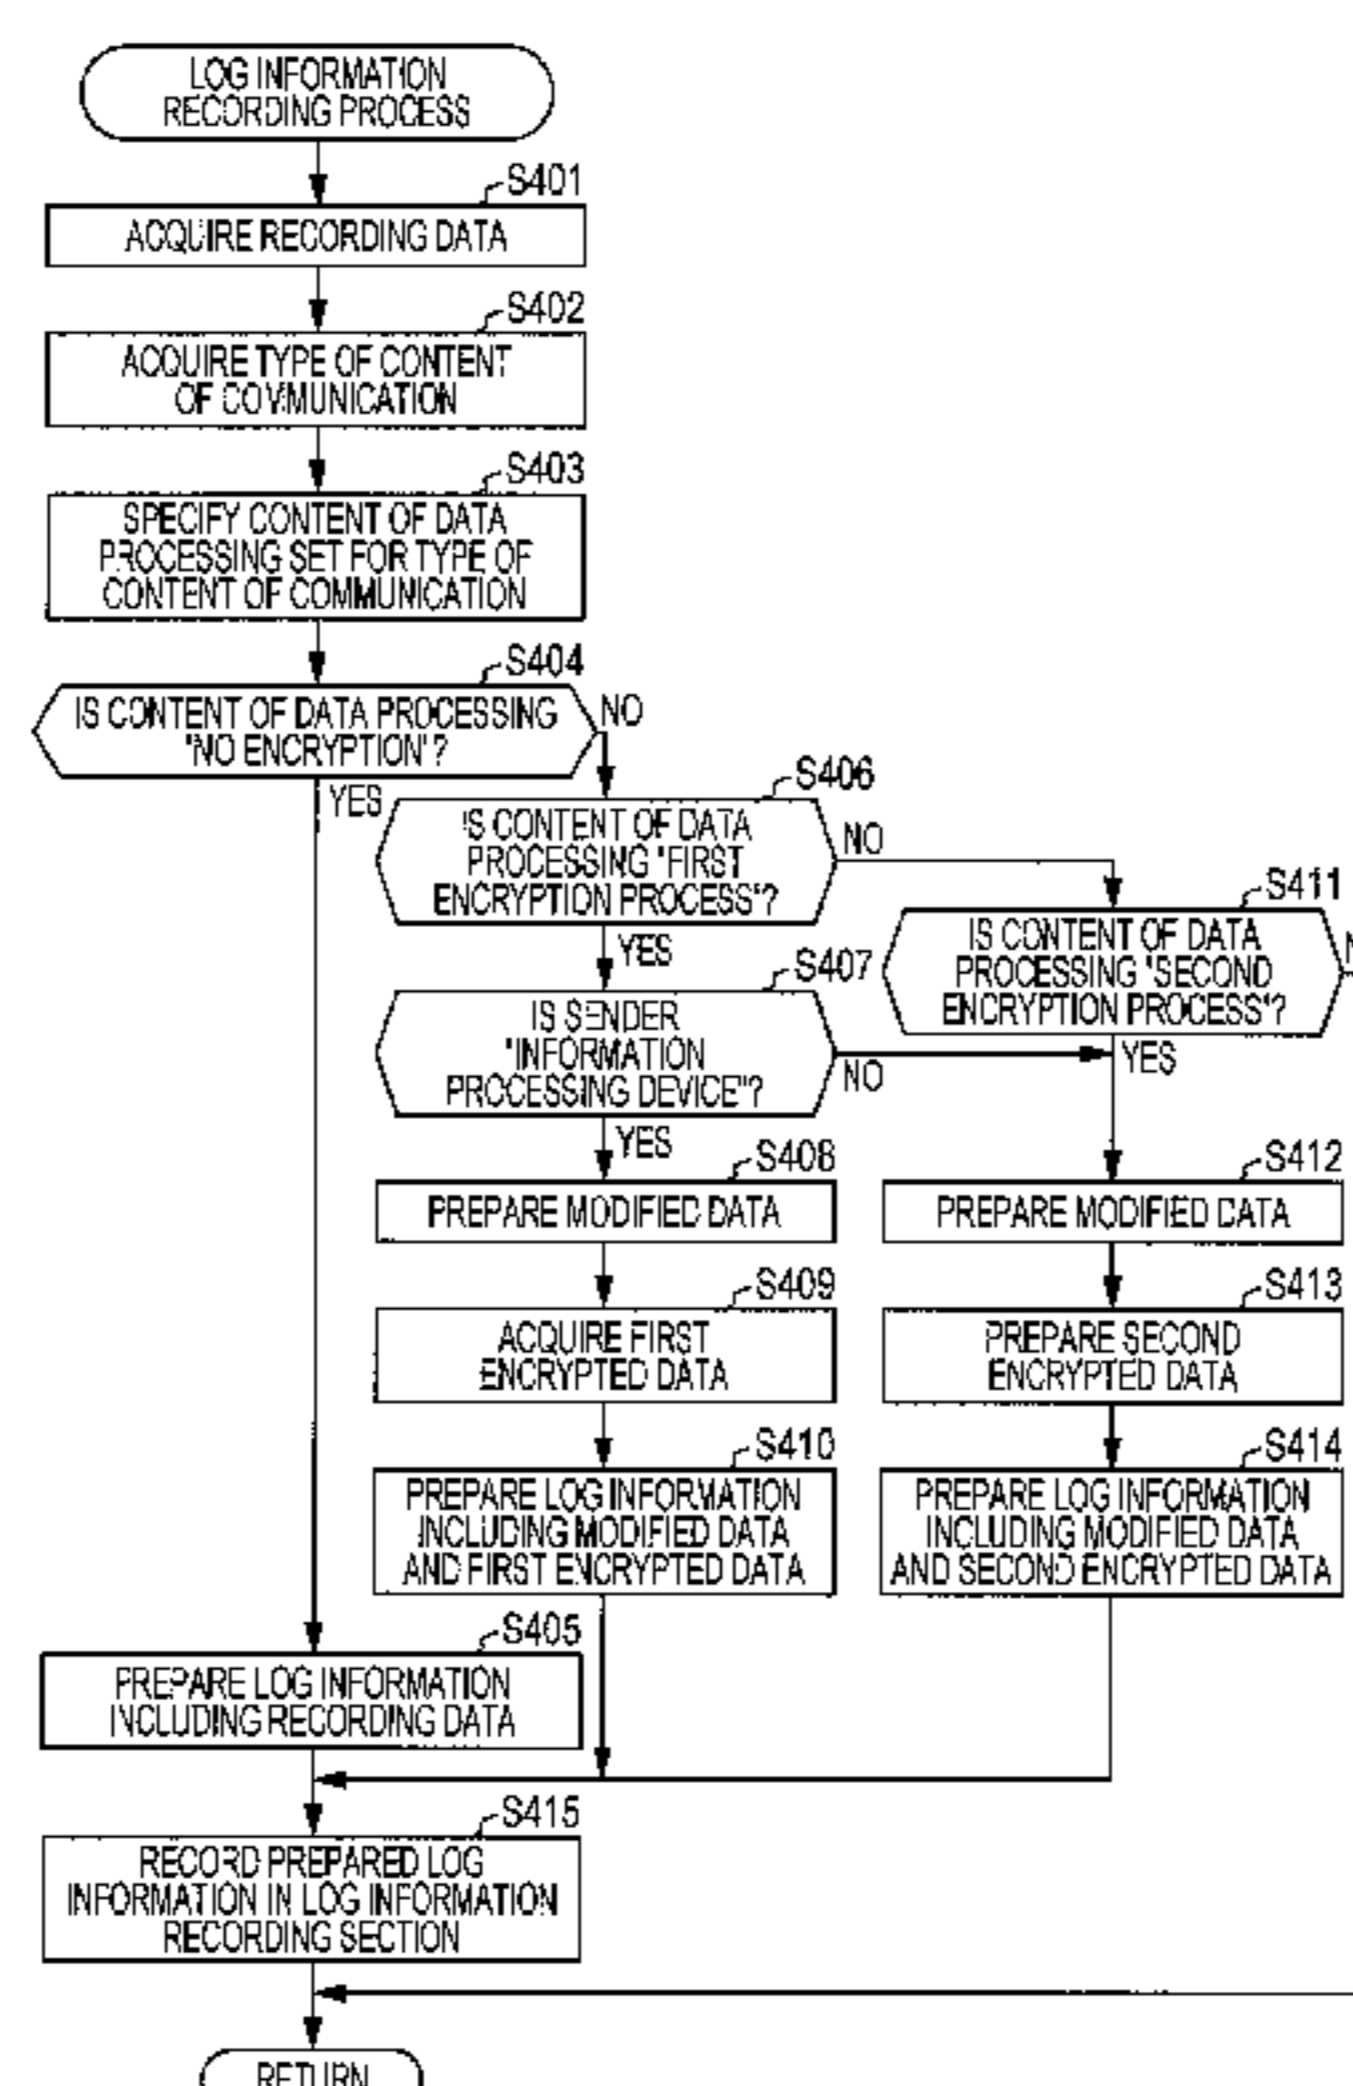 LOG INFORMATION
RECORDING PROCESS
S401
ACQUIRE RECORDING DATA
S402
ACQUIRE TYPE OF CONTENT
OF COMMUNICATION
S403
SPECIFY CONTENT OF DATA
PROCESSING SET FOR TYPE OF
CONTENT OF COMMUNICATION
S404
IS CONTENT OF DATA PROCESSING
"NO ENCRYPTION"?
NO
YES
S406
IS CONTENT OF DATA
PROCESSING "FIRST
ENCRYPTION PROCESS"?
NO
YES
S411
IS CONTENT OF DATA
PROCESSING "SECOND
ENCRYPTION PROCESS"?
YES
S407
IS SENDER
"INFORMATION
PROCESSING DEVICE"?
NO
YES
S408
PREPARE MODIFIED DATA
S409
ACQUIRE FIRST
ENCRYPTED DATA
S410
PREPARE LOG INFORMATION
INCLUDING MODIFIED DATA
AND FIRST ENCRYPTED DATA
S412
PREPARE MODIFIED DATA
S413
PREPARE SECOND
ENCRYPTED DATA
S414
PREPARE LOG INFORMATION
INCLUDING MODIFIED DATA
AND SECOND ENCRYPTED DATA
S405
PREPARE LOG INFORMATION
INCLUDING RECORDING DATA
S415
RECORD PREPARED LOG
INFORMATION IN LOG INFORMATION
RECORDING SECTION
RETURN